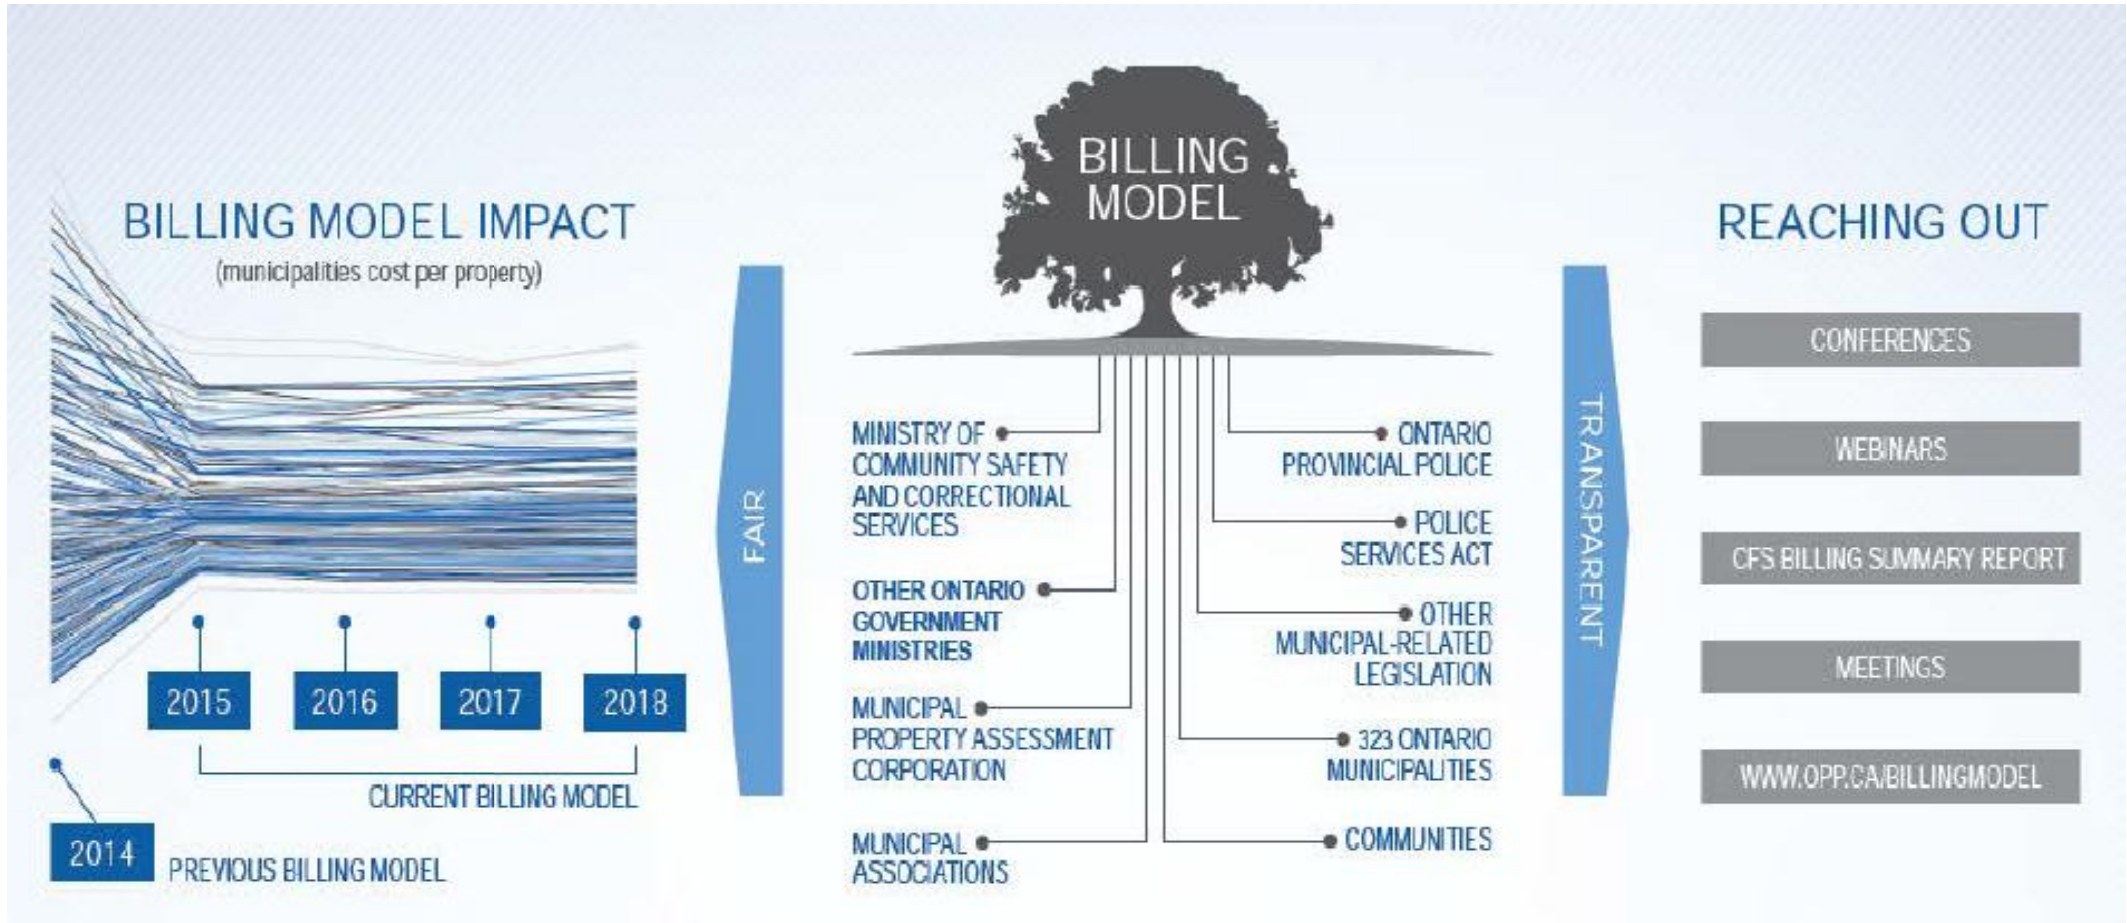 BILLING MODEL IMPACT
(municipalities cost per property)
2015
2016
2017
2018
CURRENT BILLING MODEL
2014
PREVIOUS BILLING MODEL
FAIR
BILLING
MODEL
MINISTRY OF
COMMUNITY SAFETY
AND CORRECTIONAL
SERVICES
OTHER ONTARIO
GOVERNMENT
MINISTRIES
MUNICIPAL
PROPERTY ASSESSMENT
CORPORATION
MUNICIPAL
ASSOCIATIONS
ONTARIO
PROVINCIAL POLICE
POLICE
SERVICES ACT
OTHER
MUNICIPAL-RELATED
LEGISLATION
323 ONTARIO
MUNICIPALITIES
COMMUNITIES
TRANSPARENT
REACHING OUT
CONFERENCES
WEBINARS
CFS BILLING SUMMARY REPORT
MEETINGS
WWW.OPP.CA/BILLINGMODEL